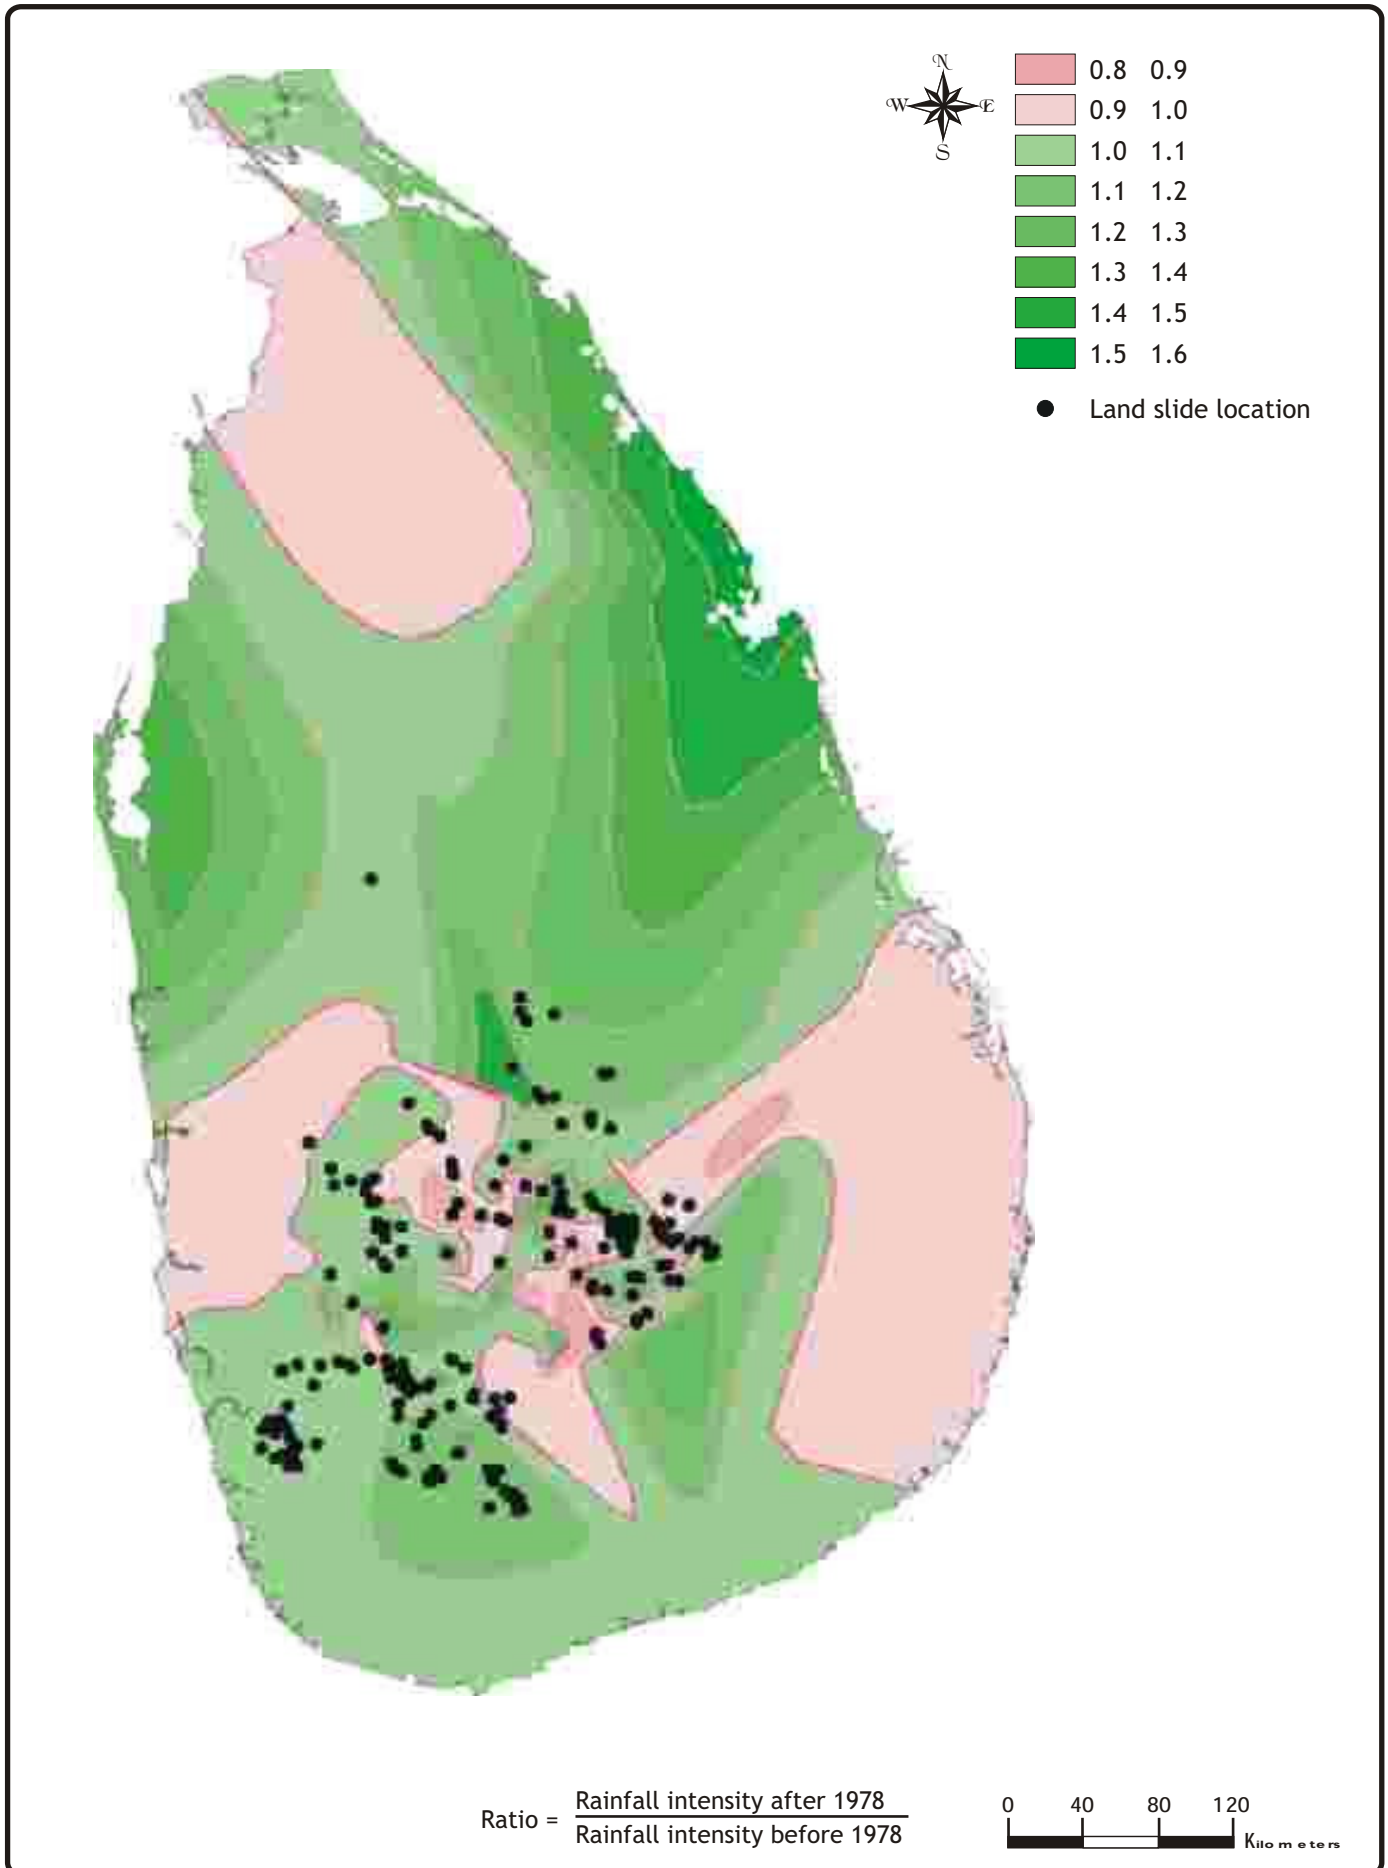 N
W E
S
0.8 0.9
0.9 1.0
1.0 1.1
1.1 1.2
1.2 1.3
1.3 1.4
1.4 1.5
1.5 1.6
Land slide location
Ratio = Rainfall intensity after 1978
Rainfall intensity before 1978
0 40 80 120
Kilometers